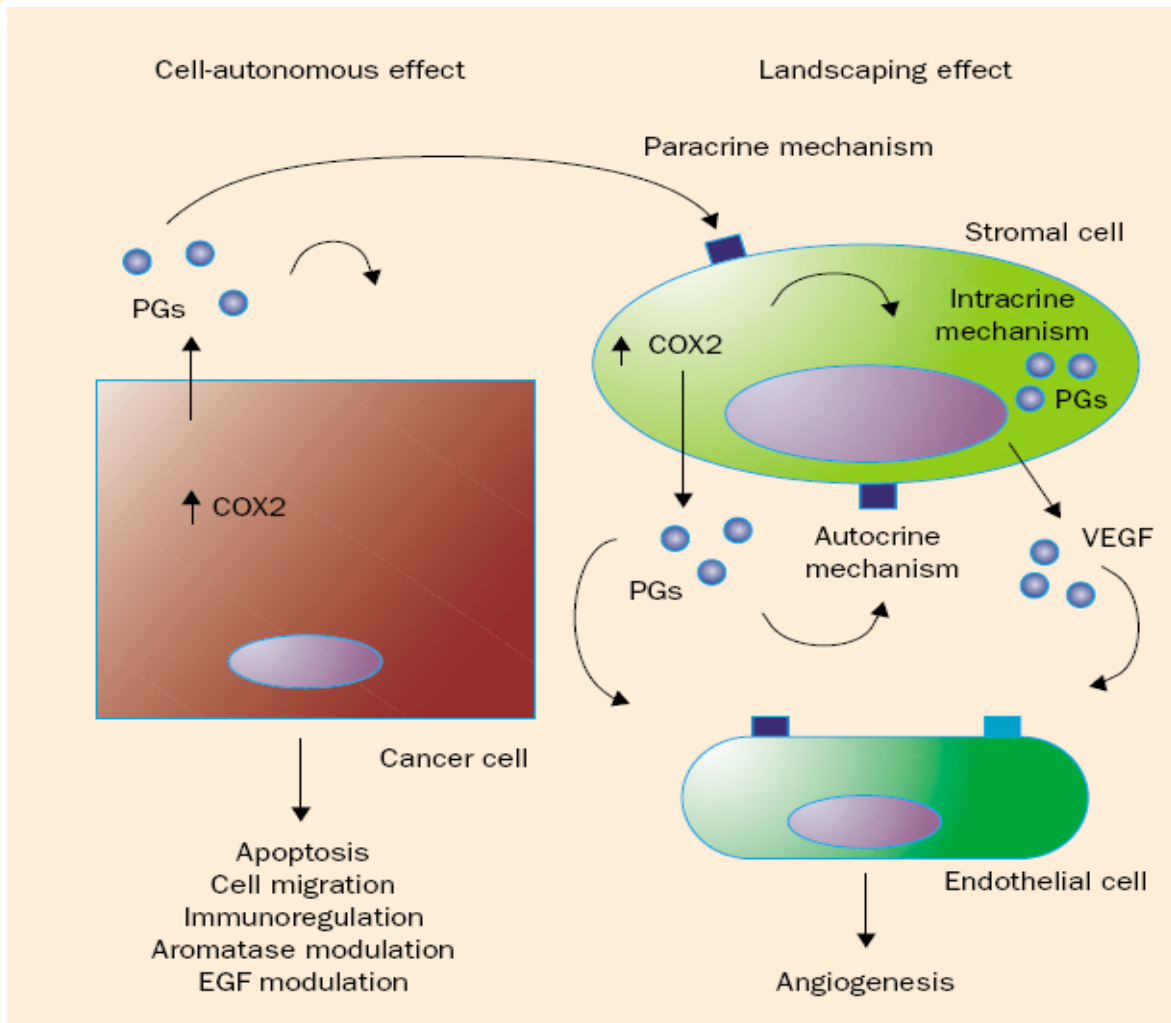 Cell-autonomous effect
Landscaping effect
Paracrine mechanism
Stromal cell
PGs
Intracrine
mechanism
COX2
PGs
COX2
Autocrine
mechanism
VEGF
PGs
Cancer cell
Apoptosis
Cell migration
Immunoregulation
Aromatase modulation
EGF modulation
Endothelial cell
Angiogenesis